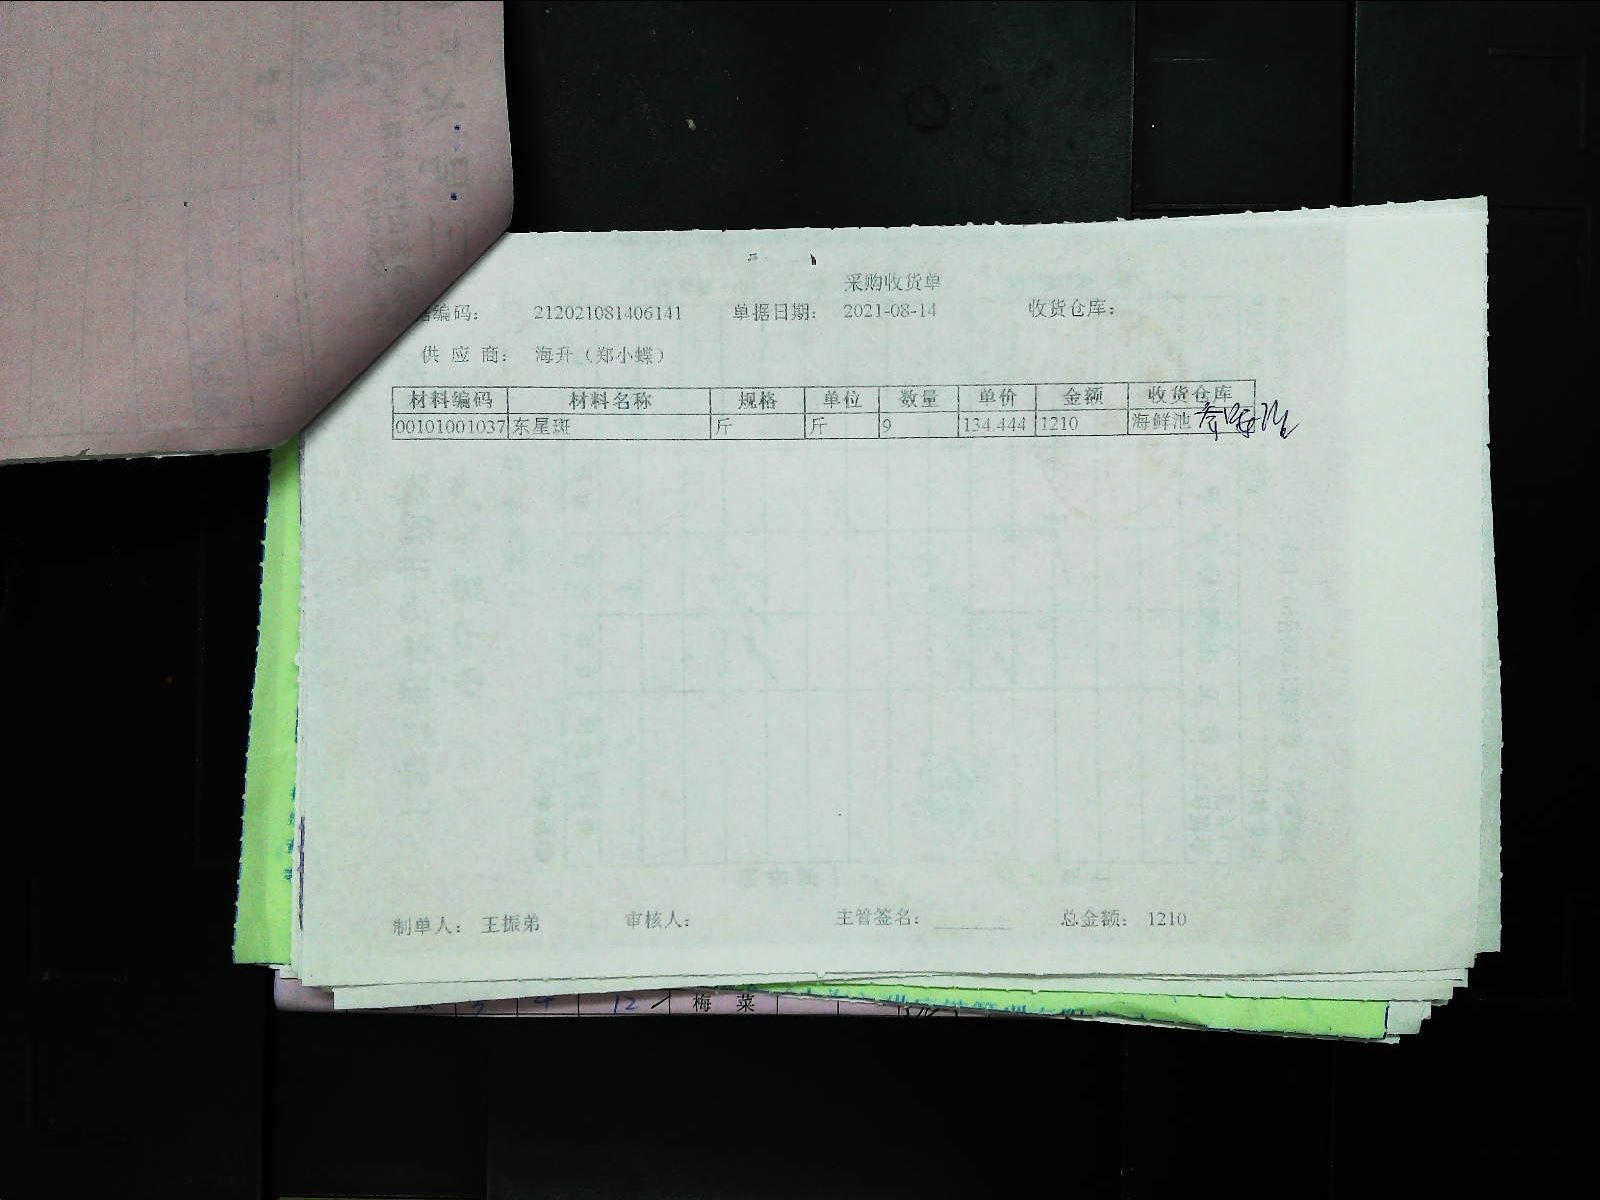 采购收货单
编码： 212021081406141 单据日期： 2021-08-14 收货仓库：
供 应 商： 海升（郑小蝶）
材料编码 材料名称 规格 单位 数量 单价 金额 收货仓库
00101001037 东星斑 斤 斤 9 134.444 1210 海鲜池
制单人： 王振弟 审核人： 主管签名： ________ 总金额： 1210
12 梅 菜